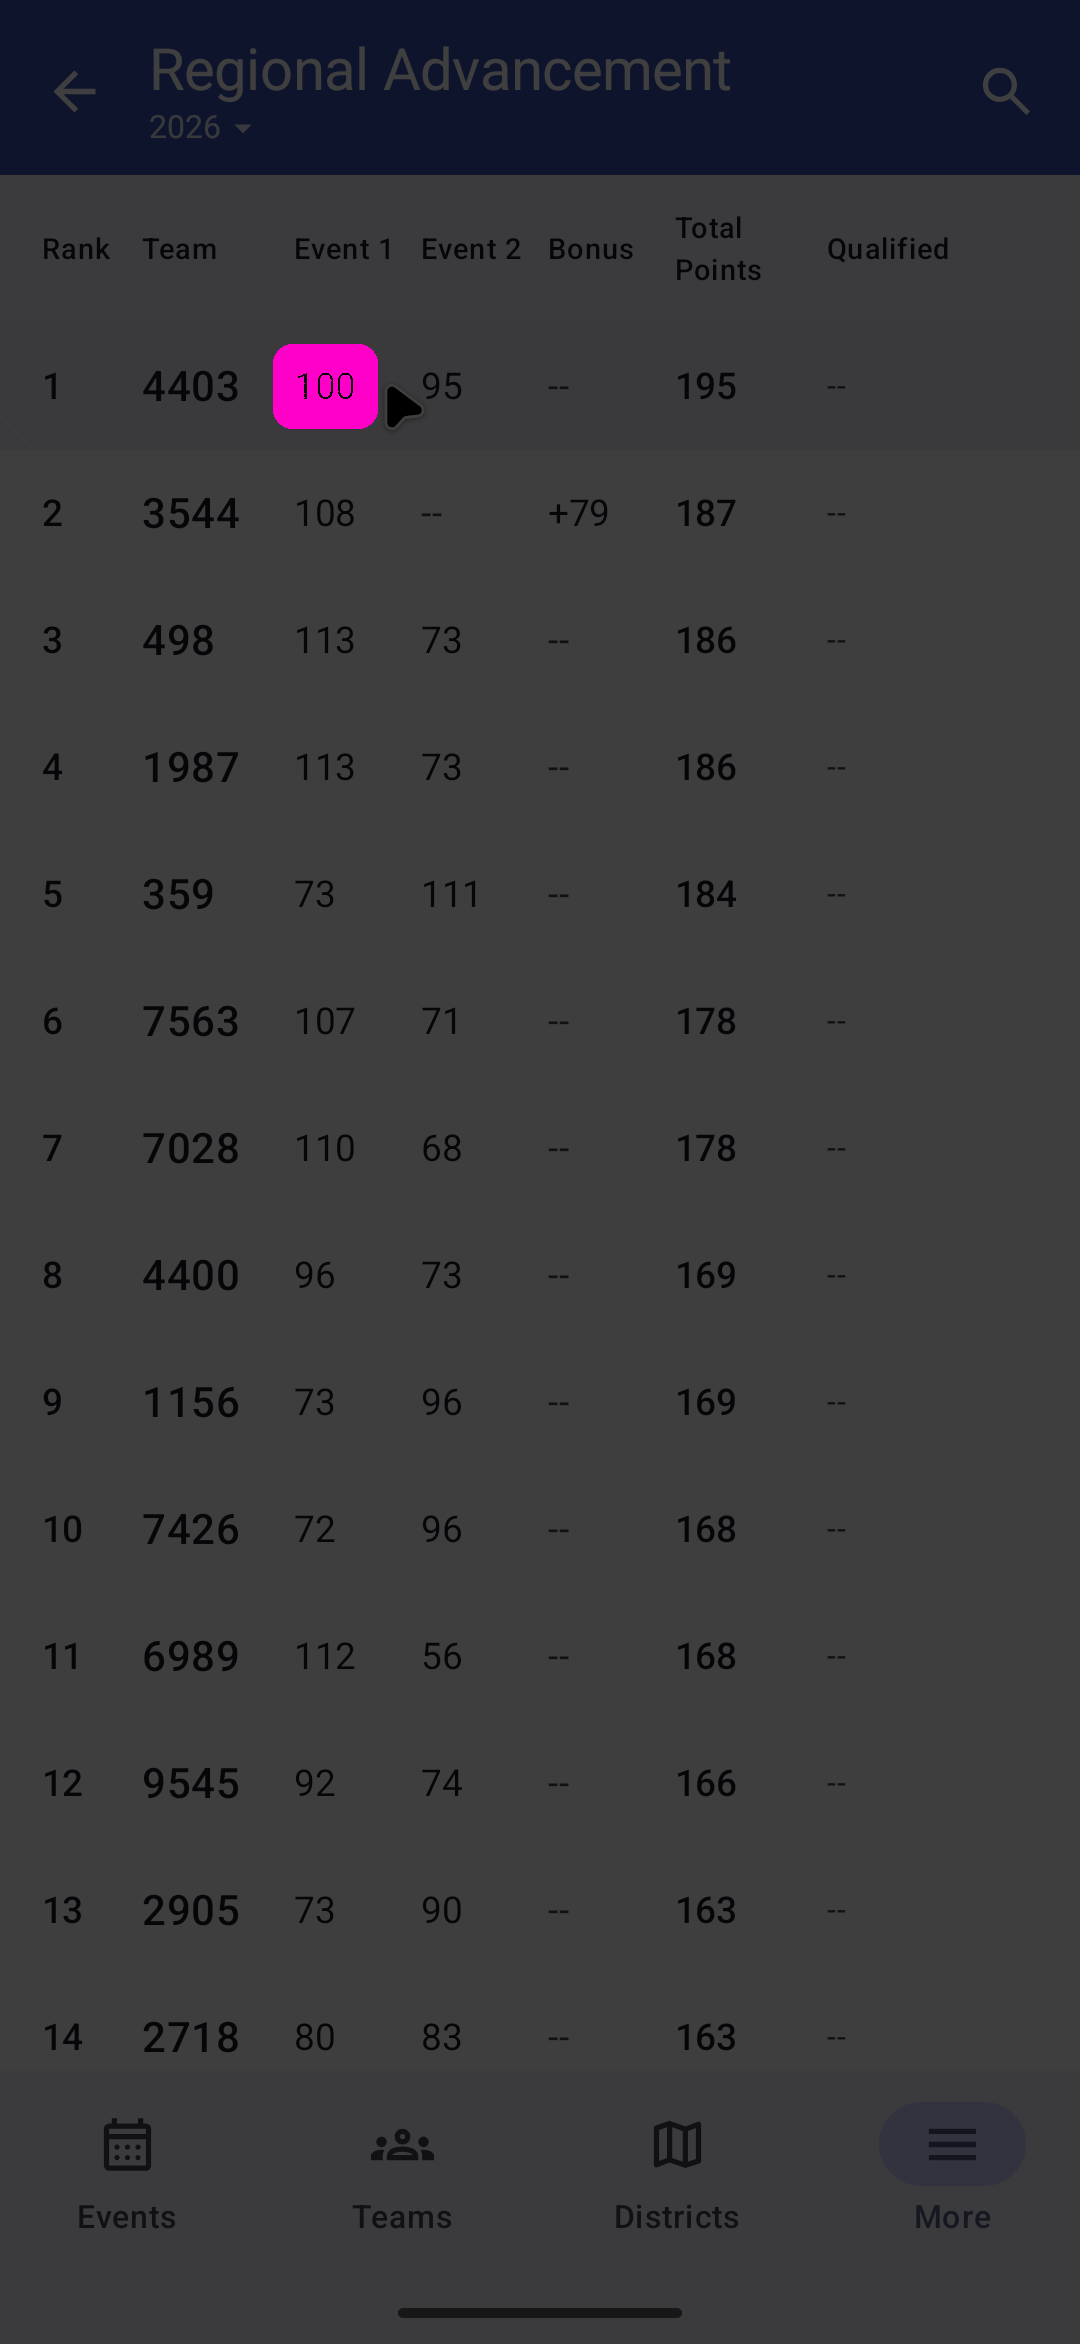 Regional Advancement
2026
Rank Team Event 1 Event 2 Bonus Total Points Qualified
1 4403 100 95 -- 195 --
2 3544 108 -- +79 187 --
3 498 113 73 -- 186 --
4 1987 113 73 -- 186 --
5 359 73 111 -- 184 --
6 7563 107 71 -- 178 --
7 7028 110 68 -- 178 --
8 4400 96 73 -- 169 --
9 1156 73 96 -- 169 --
10 7426 72 96 -- 168 --
11 6989 112 56 -- 168 --
12 9545 92 74 -- 166 --
13 2905 73 90 -- 163 --
14 2718 80 83 -- 163 --
Events Teams Districts More